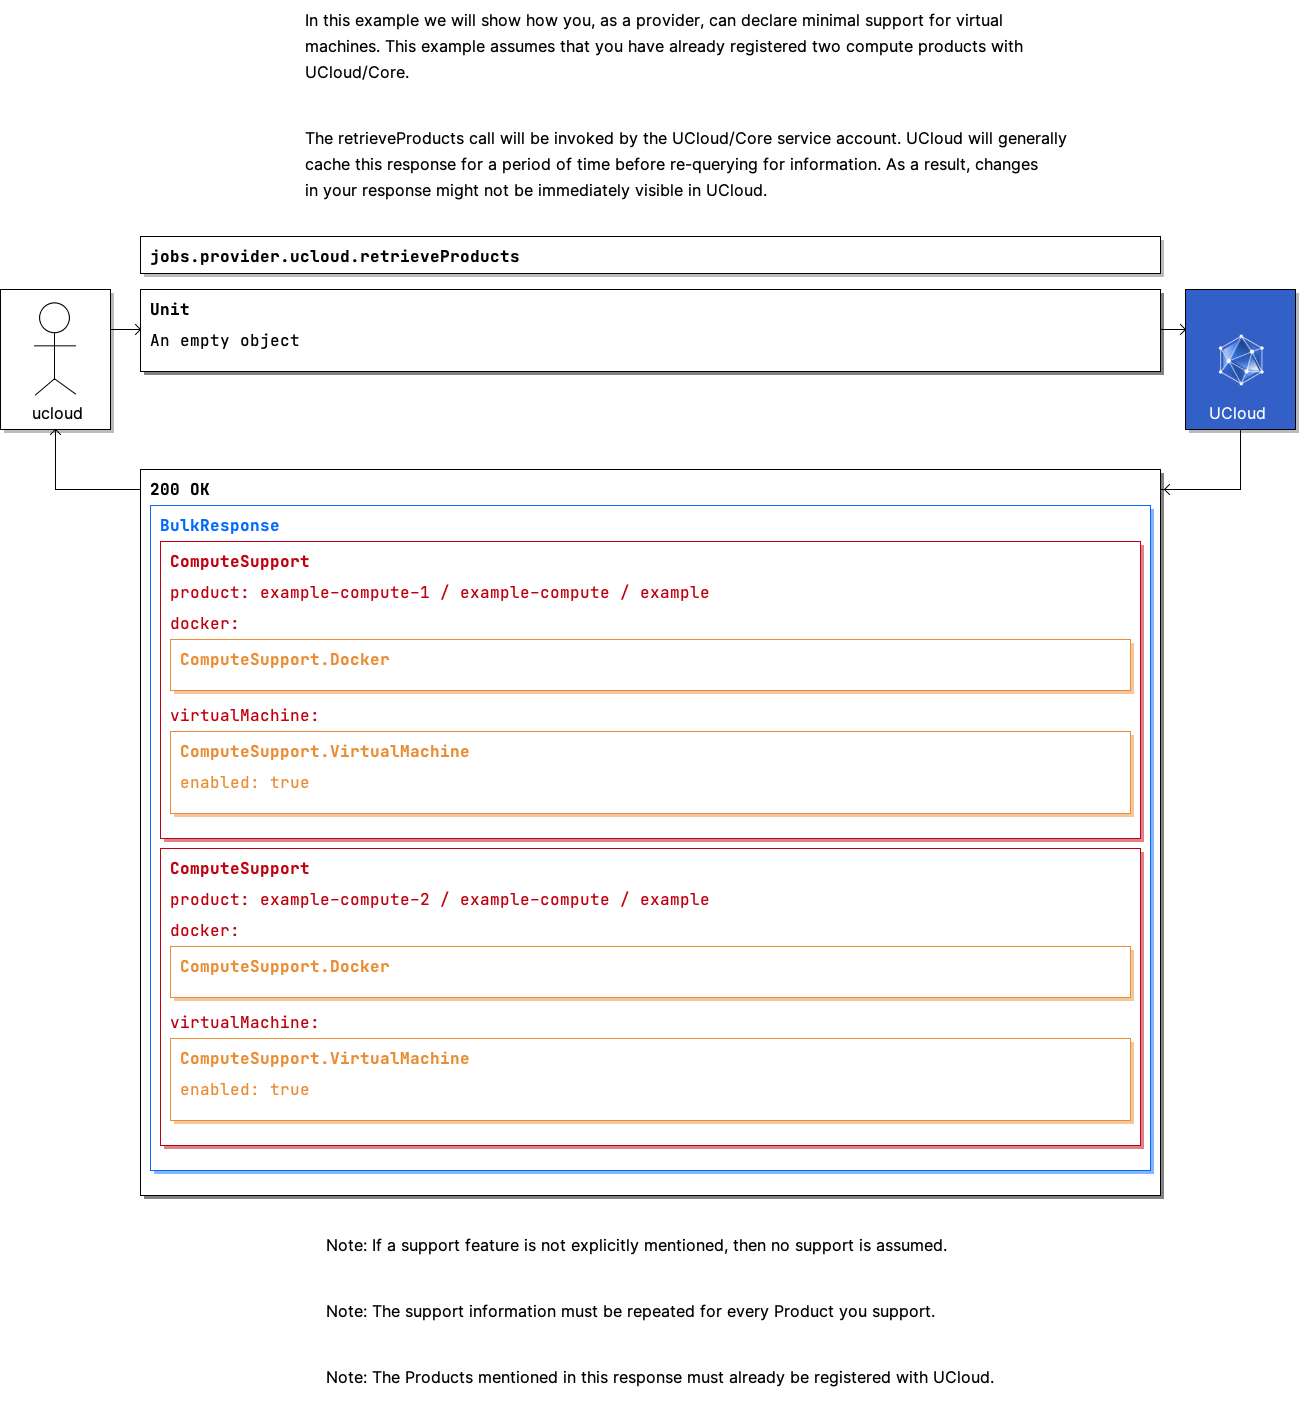 In this example we will show how you, as a provider, can declare minimal support for virtual
machines. This example assumes that you have already registered two compute products with
UCloud/Core.
The retrieveProducts call will be invoked by the UCloud/Core service account. UCloud will generally
cache this response for a period of time before re-querying for information. As a result, changes
in your response might not be immediately visible in UCloud.
jobs.provider.ucloud.retrieveProducts
Unit
An empty object
ucloud
UCloud
200 OK
BulkResponse
ComputeSupport
product: example-compute-1 / example-compute / example
docker:
ComputeSupport.Docker
virtualMachine:
ComputeSupport.VirtualMachine
enabled: true
ComputeSupport
product: example-compute-2 / example-compute / example
docker:
ComputeSupport.Docker
virtualMachine:
ComputeSupport.VirtualMachine
enabled: true
Note: If a support feature is not explicitly mentioned, then no support is assumed.
Note: The support information must be repeated for every Product you support.
Note: The Products mentioned in this response must already be registered with UCloud.